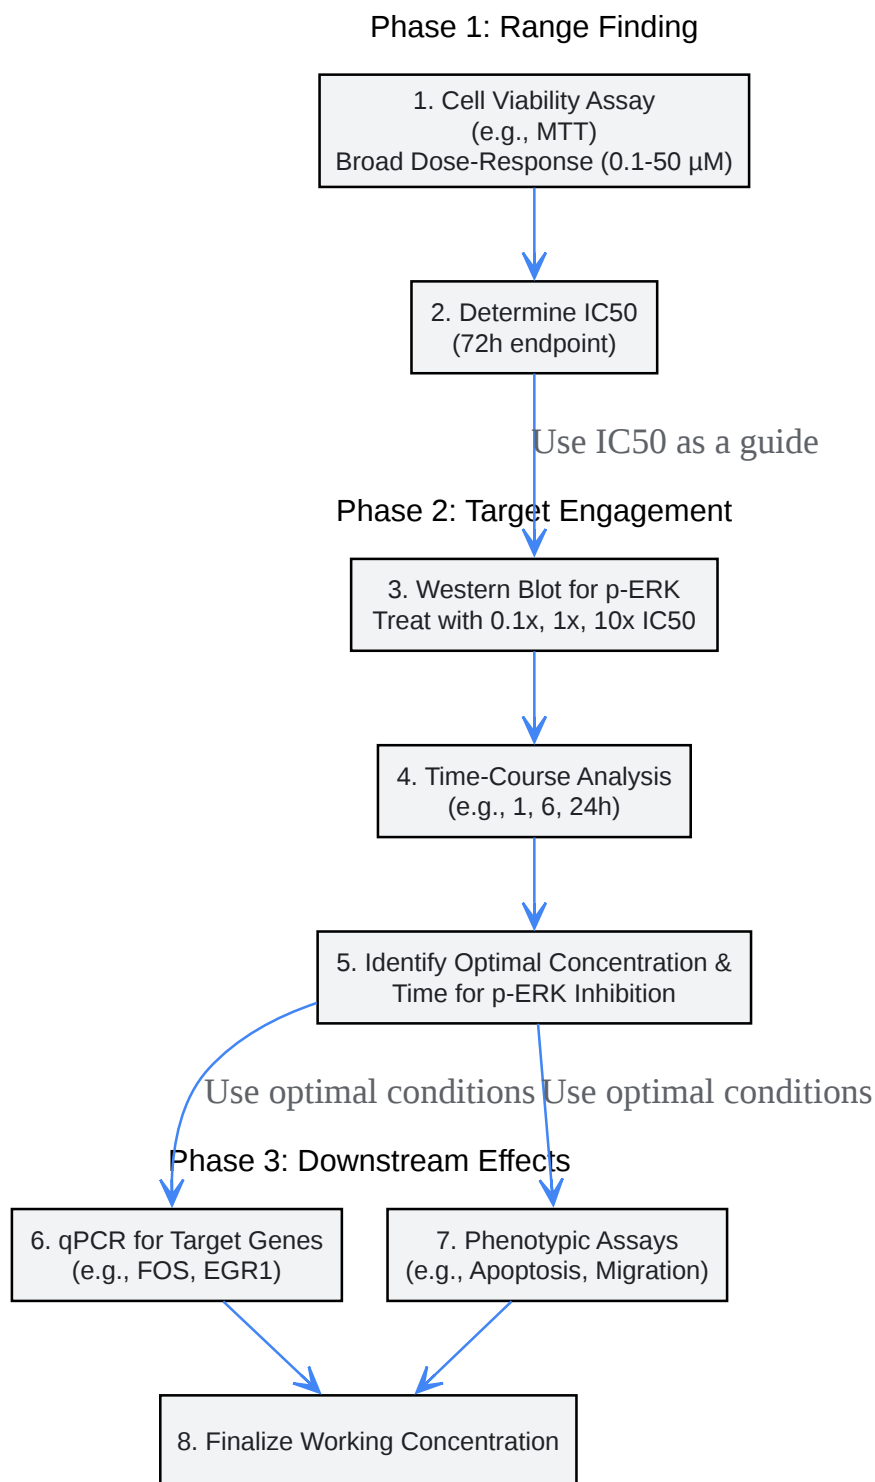 Phase 1: Range Finding
1. Cell Viability Assay
(e.g., MTT)
Broad Dose-Response (0.1-50 µM)
2. Determine IC50
(72h endpoint)
Use IC50 as a guide
Phase 2: Target Engagement
3. Western Blot for p-ERK
Treat with 0.1x, 1x, 10x IC50
4. Time-Course Analysis
(e.g., 1, 6, 24h)
5. Identify Optimal Concentration &
Time for p-ERK Inhibition
Use optimal conditions
Use optimal conditions
Phase 3: Downstream Effects
6. qPCR for Target Genes
(e.g., FOS, EGR1)
7. Phenotypic Assays
(e.g., Apoptosis, Migration)
8. Finalize Working Concentration